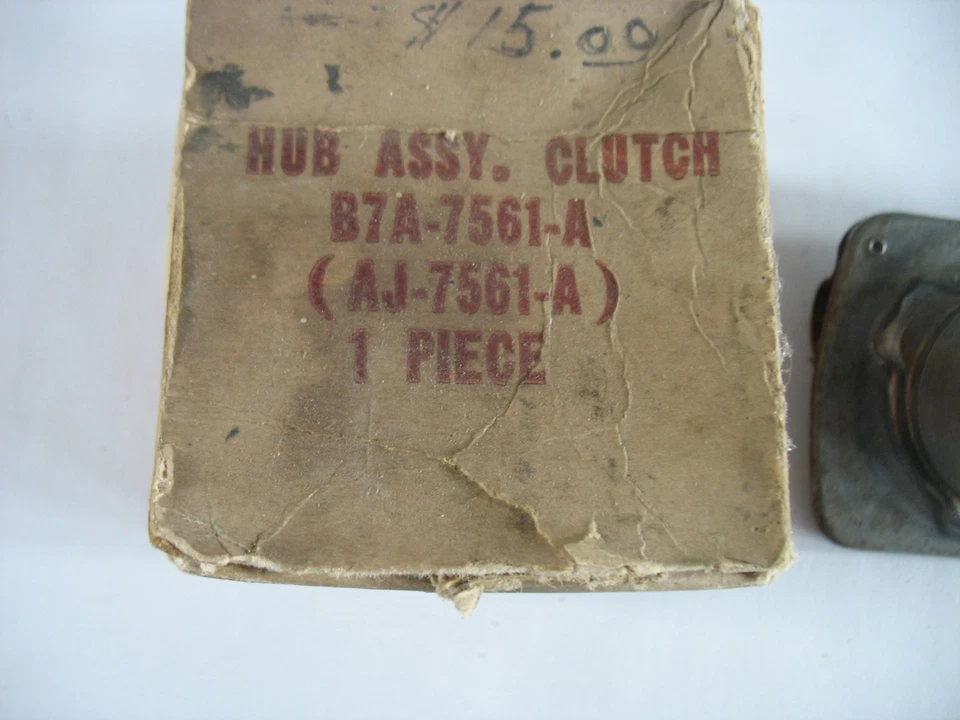 $15.00
HUB ASSY. CLUTCH
B7A-7561-A
(AJ-7561-A)
1 PIECE